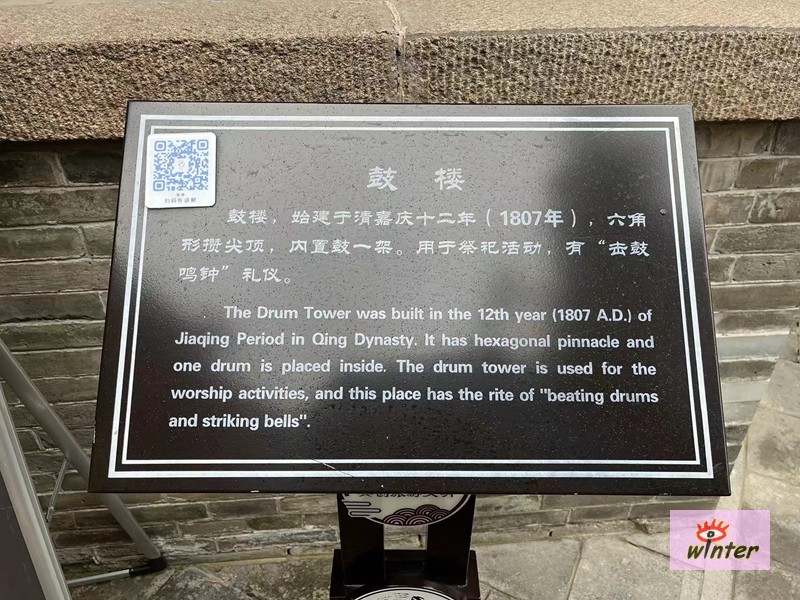 鼓 楼
鼓楼，始建于清嘉庆十二年（1807年），六角
形攒尖顶，内置鼓一架。用于祭祀活动，有“击鼓
鸣钟”礼仪。
The Drum Tower was built in the 12th year (1807 A.D.) of
Jiaqing Period in Qing Dynasty. It has hexagonal pinnacle and
one drum is placed inside. The drum tower is used for the
worship activities, and this place has the rite of "beating drums
and striking bells".
winter